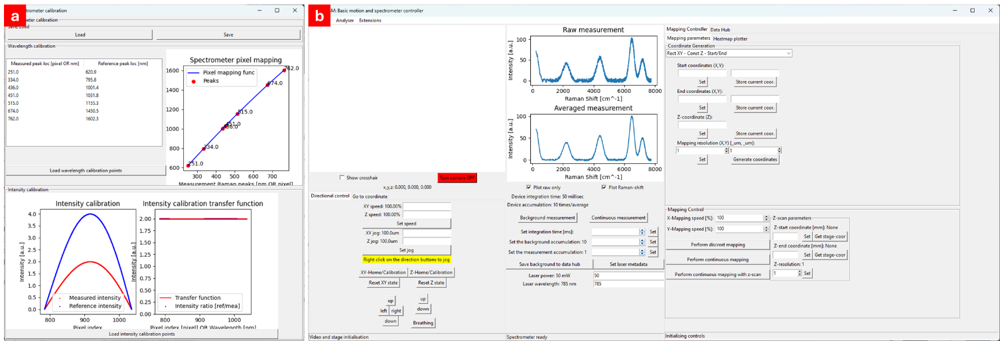 a
trometer calibration
meter calibration
Save/Load
Load
Save
Wavelength calibration
Measured peak loc [pixel OR nm] Reference peak loc [nm]
251.0 620.9
334.0 795.8
436.0 1001.4
451.0 1031.8
515.0 1155.3
674.0 1450.5
762.0 1602.3
Load wavelength calibration points
Spectrometer pixel mapping
Pixel mapping func
Peaks
1600
1400
1200
1000
800
600
762.0
674.0
515.0
451.0
436.0
334.0
251.0
300 400 500 600 700
Measurement Raman peaks [nm OR pixel]
Intensity calibration
Intensity calibration
Intensity [a.u.]
4.0
3.5
3.0
2.5
2.0
1.5
1.0
0.5
0.0
Measured intensity
Reference intensity
800 900 1000
Pixel index
Intensity calibration transfer function
Intensity [a.u.]
2.00
1.75
1.50
1.25
1.00
0.75
0.50
0.25
0.00
Transfer function
Intensity ratio [ref/mea]
800 900 1000
Pixel index [pixel] OR Wavelength [nm]
Load intensity calibration points
b
M: Basic motion and spectrometer controller
Analyser Extensions
Show crosshair
Turn camera OFF
x,y,z: 0.000, 0.000, 0.000
Directional control Go to coordinate
XY speed: 100.00%
Z speed: 100.00%
Set speed
XY jog: 100.0um
Z jog: 100.0um
Set jog
Right click on the direction buttons to jog
XY-Home/Calibration Z-Home/Calibration
Reset XY state Reset Z state
up
left right
down
up
down
Breathing
Video and stage initialisation
Raw measurement
Intensity [a.u.]
100
50
0
0 2000 4000 6000 8000
Raman Shift [cm^-1]
Averaged measurement
Intensity [a.u.]
100
50
0
0 2000 4000 6000 8000
Raman Shift [cm^-1]
Plot raw only Plot Raman-shift
Device integration time: 50 millisec
Device accumulation: 10 times/average
Background measurement Continuous measurement
Set integration time [ms]: Set
Set the background accumulation: 10 Set
Set the measurement accumulation: 1 Set
Save background to data hub Set laser metadata
Laser power: 50 mW 50
Laser wavelength: 785 nm 785
Spectrometer ready
Mapping Controller Data Hub
Mapping parameters Heatmap plotter
Coordinate Generation
Rect XY - Const Z - Start/End
Start coordinates (X,Y):
Set Store current coor.
End coordinates (X,Y):
Set Store current coor.
Z-coordinate (Z):
Set Store current coor.
Mapping resolution (X,Y) [_um, _um]:
1 1
Set Generate coordinates
Mapping Control
X-Mapping speed [%]: 100
Y-Mapping speed [%]: 100
Perform discreet mapping
Perform continuous mapping
Perform continuous mapping with z-scan
Z-scan parameters
Z-start coordinate [mm]: None
Set Get stage-coor
Z-end coordinate [mm]: None
Set Get stage-coor
Z-resolution: 1
1 Set
Initialising controls